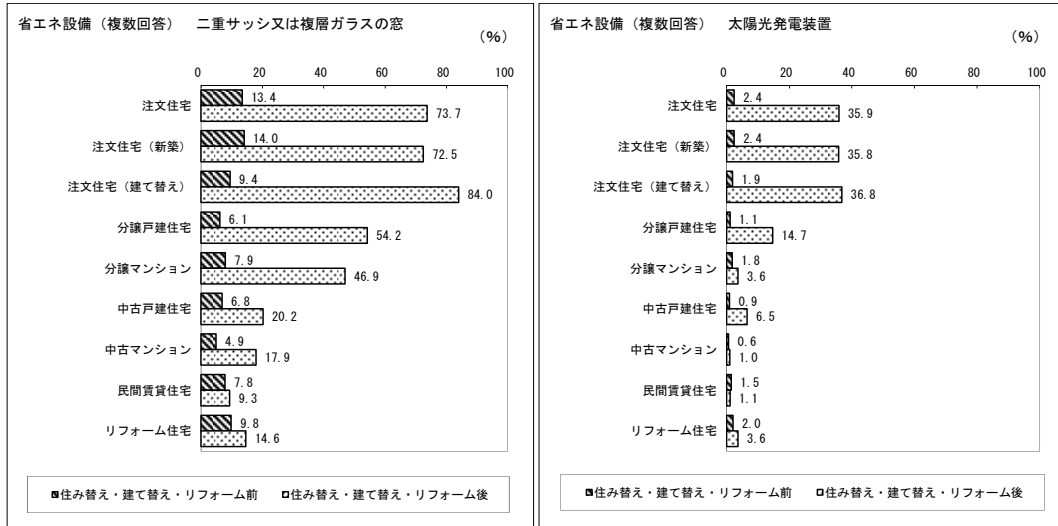 省エネ設備（複数回答）　二重サッシ又は複層ガラスの窓
（％）
0 20 40 60 80 100
注文住宅 13.4 73.7
注文住宅（新築） 14.0 72.5
注文住宅（建て替え） 9.4 84.0
分譲戸建住宅 6.1 54.2
分譲マンション 7.9 46.9
中古戸建住宅 6.8 20.2
中古マンション 4.9 17.9
民間賃貸住宅 7.8 9.3
リフォーム住宅 9.8 14.6
住み替え・建て替え・リフォーム前 住み替え・建て替え・リフォーム後
省エネ設備（複数回答）　太陽光発電装置
（％）
0 20 40 60 80 100
注文住宅 2.4 35.9
注文住宅（新築） 2.4 35.8
注文住宅（建て替え） 1.9 36.8
分譲戸建住宅 1.1 14.7
分譲マンション 1.8 3.6
中古戸建住宅 0.9 6.5
中古マンション 0.6 1.0
民間賃貸住宅 1.5 1.1
リフォーム住宅 2.0 3.6
住み替え・建て替え・リフォーム前 住み替え・建て替え・リフォーム後